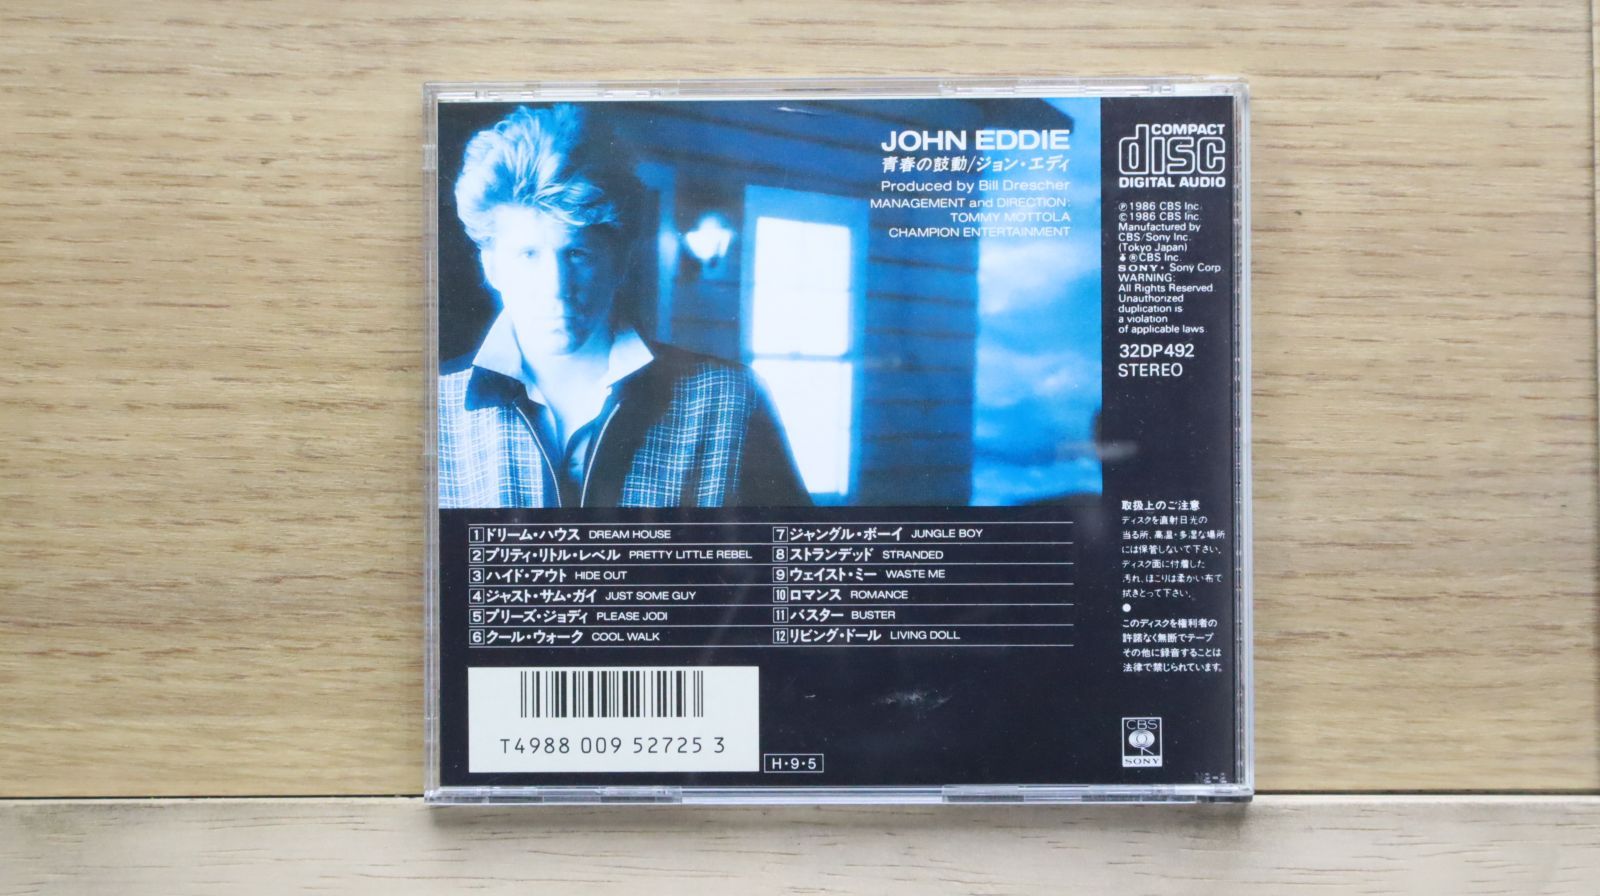 JOHN EDDIE
青春の鼓動/ジョン・エディ
Produced by Bill Drescher
MANAGEMENT and DIRECTION:
TOMMY MOTTOLA
CHAMPION ENTERTAINMENT
COMPACT
disc
DIGITAL AUDIO
Ⓟ1986 CBS Inc.
©1986 CBS Inc.
Manufactured by
CBS/Sony Inc.
(Tokyo Japan)
®CBS Inc.
SONY・Sony Corp.
WARNING:
All Rights Reserved.
Unauthorized
duplication is
a violation
of applicable laws.
32DP492
STEREO
取扱上のご注意
ディスクを直射日光の
当る所、高温・多湿な場所
には保管しないで下さい。
ディスク面に付着した
汚れ、ほこりは柔かい布で
拭きとって下さい。
●
このディスクを権利者の
許諾なく無断でテープ
その他に録音することは
法律で禁じられています。
CBS
SONY
1 ドリーム・ハウス DREAM HOUSE
2 プリティ・リトル・レベル PRETTY LITTLE REBEL
3 ハイド・アウト HIDE OUT
4 ジャスト・サム・ガイ JUST SOME GUY
5 プリーズ・ジョディ PLEASE JODI
6 クール・ウォーク COOL WALK
7 ジャングル・ボーイ JUNGLE BOY
8 ストランデッド STRANDED
9 ウェイスト・ミー WASTE ME
10 ロマンス ROMANCE
11 バスター BUSTER
12 リビング・ドール LIVING DOLL
T4988 009 52725 3
H・9・5